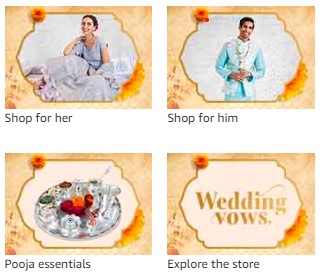 Shop for her
Shop for him
Pooja essentials
Wedding
vows.
Explore the store